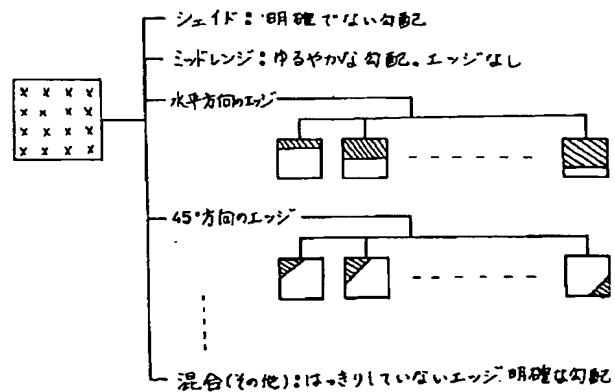 シェイド：明確でない勾配
ミッドレンジ：ゆるやかな勾配。エッジなし
x x x x
x x x x
x x x x
x x x x
水平方向のエッジ
45°方向のエッジ
混合(その他)：はっきりしていないエッジ．明確な勾配